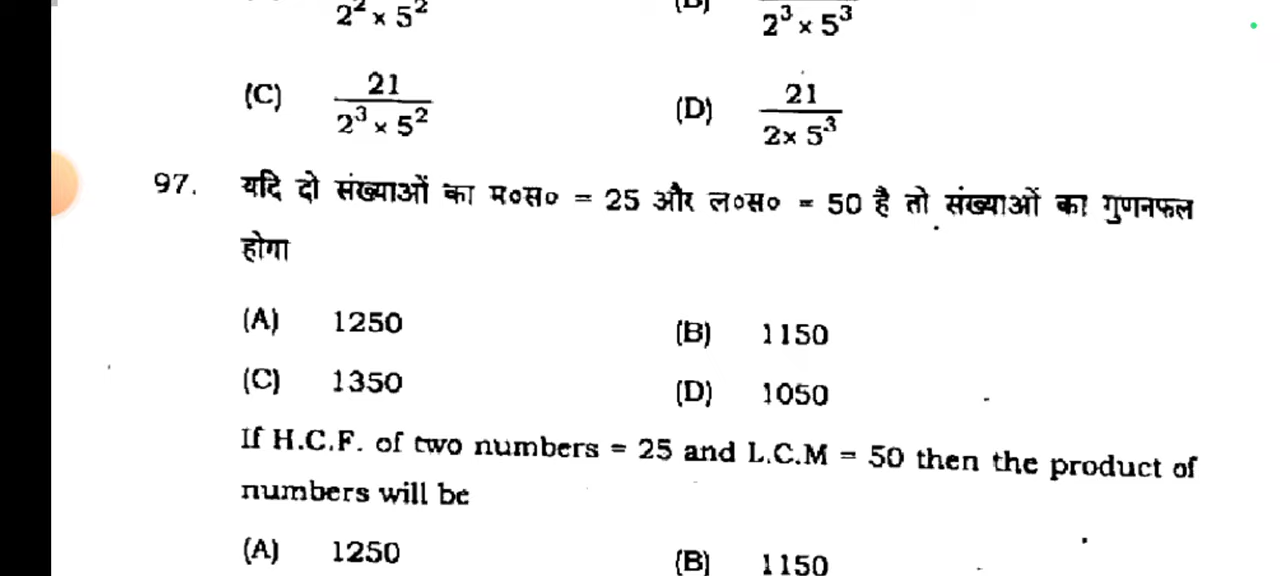 2² × 5²
2³ × 5³
(C) 21 / 2³ × 5² (D) 21 / 2× 5³
97. यदि दो संख्याओं का म०स० = 25 और ल०स० = 50 है तो संख्याओं का गुणनफल
होगा
(A) 1250 (B) 1150
(C) 1350 (D) 1050
If H.C.F. of two numbers = 25 and L.C.M = 50 then the product of
numbers will be
(A) 1250 (B) 1150